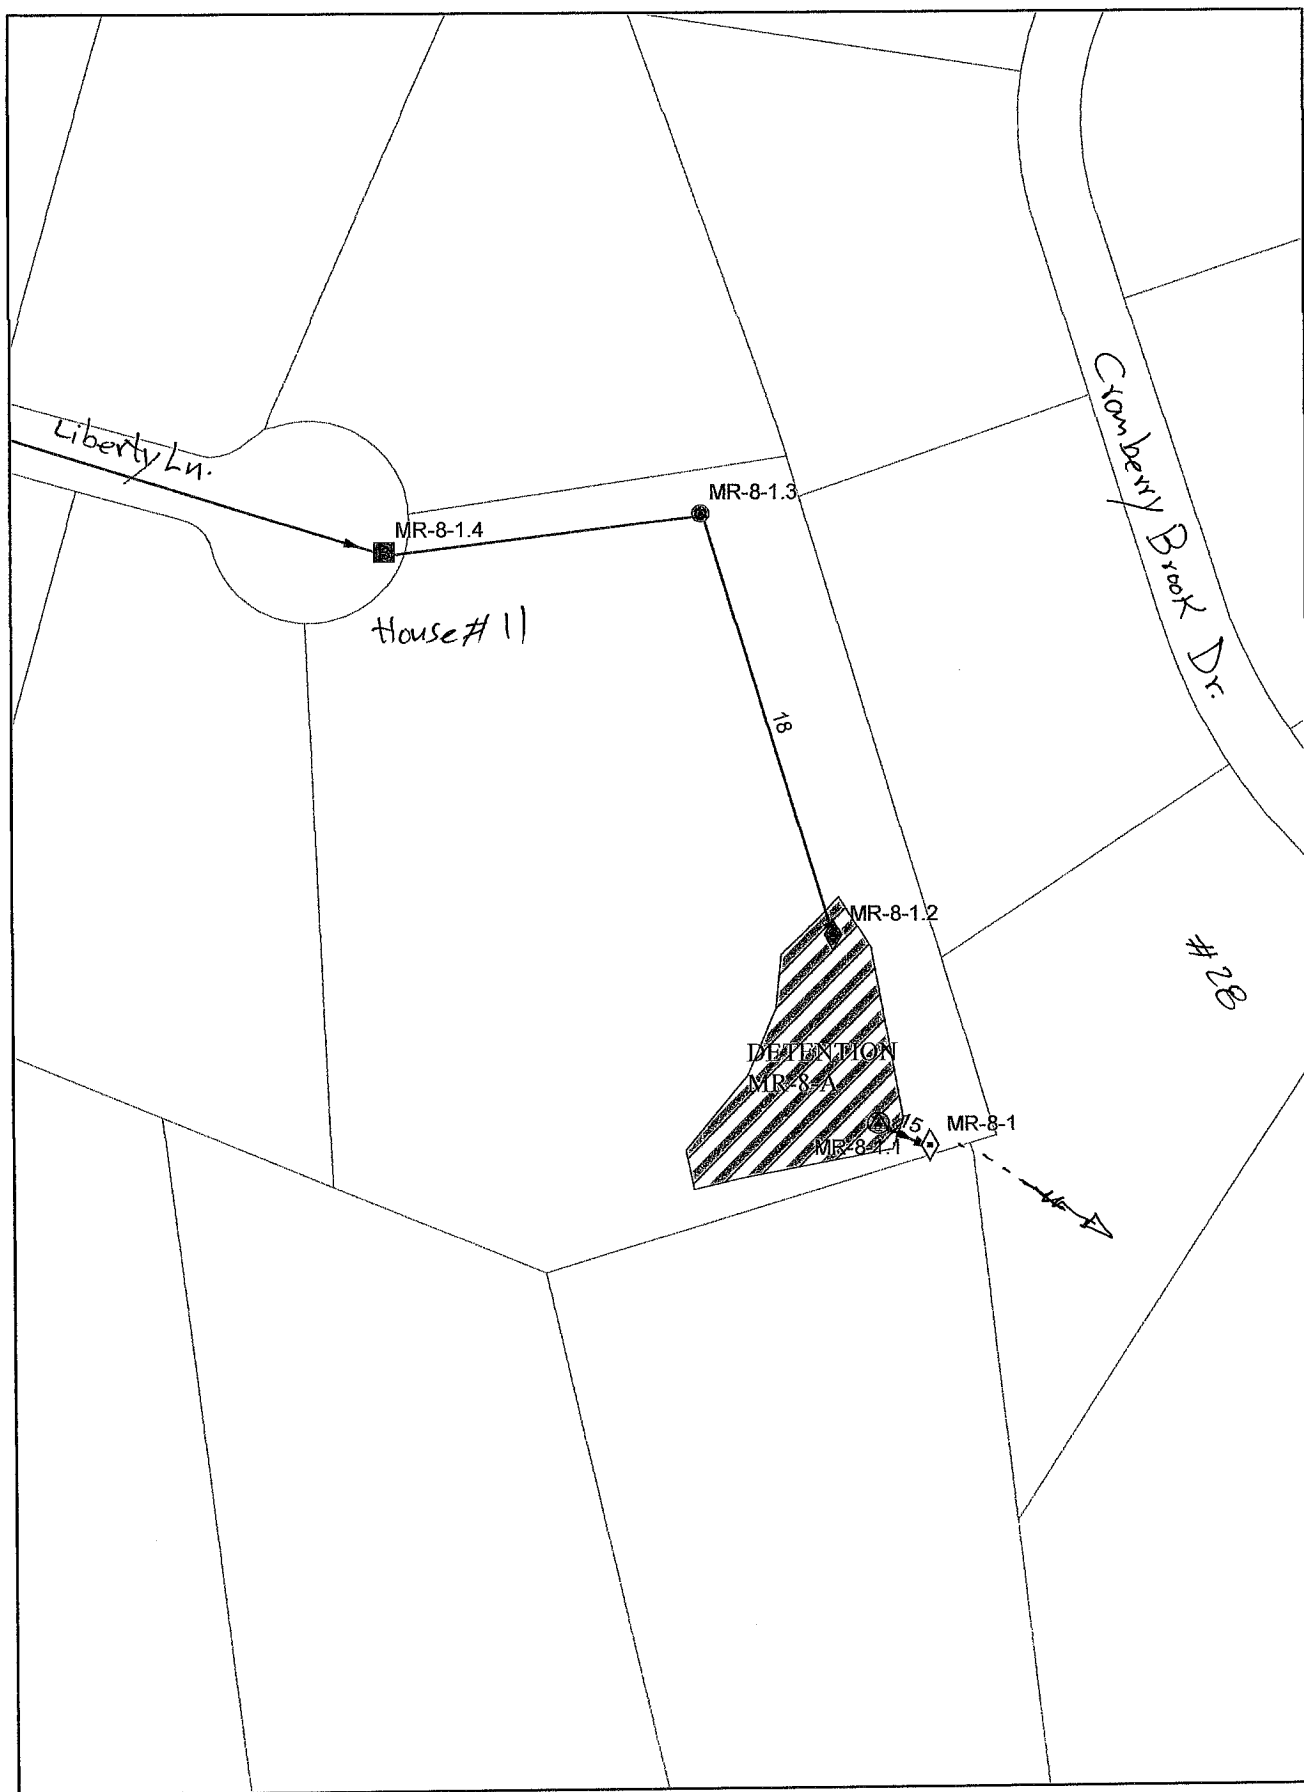 Liberty Ln.
MR-8-1.3
MR-8-1.4
Cranberry Brook Dr.
House # 11
18
MR-8-1.2
#28
DETENTION
MR-8-A
15
MR-8-1
MR-8-1.1